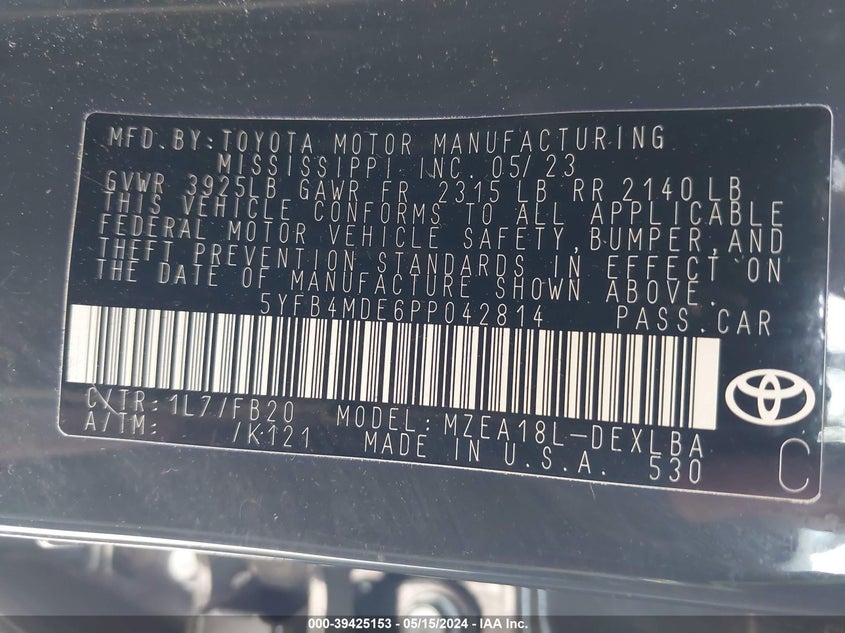 MFD.BY:TOYOTA MOTOR MANUFACTURING
MISSISSIPPI INC. 05/23
GVWR 3925LB GAWR FR 2315 LB RR 2140LB
THIS VEHICLE CONFORMS TO ALL APPLICABLE
FEDERAL MOTOR VEHICLE SAFETY,BUMPER,AND
THEFT PREVENTION STANDARDS IN EFFECT ON
THE DATE OF MANUFACTURE SHOWN ABOVE.
5YFB4MDE6PP042814 PASS.CAR
C/TR: 1L7/FB20 MODEL: MZEA18L-DEXLBA
A/TM: /K121 MADE IN U.S.A. 530
C
000-39425153 - 05/15/2024 - IAA Inc.